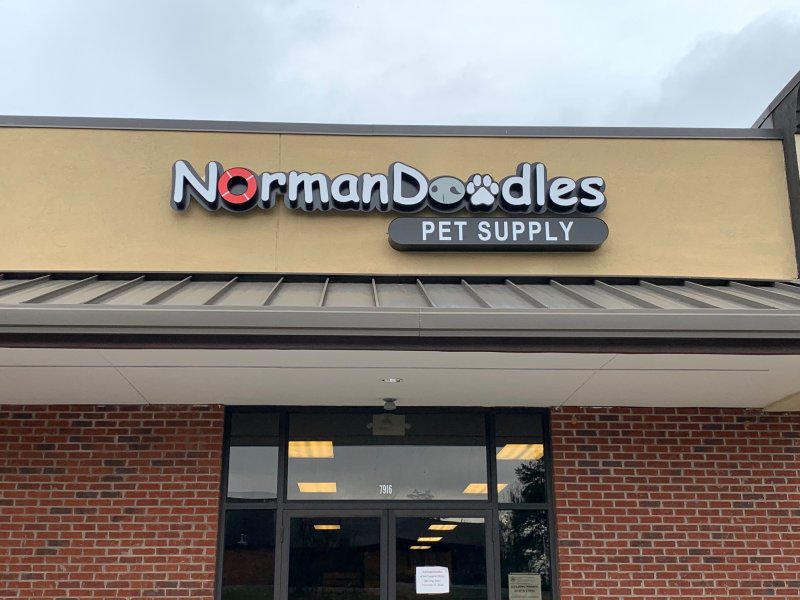 NormanDoodles
PET SUPPLY
7916